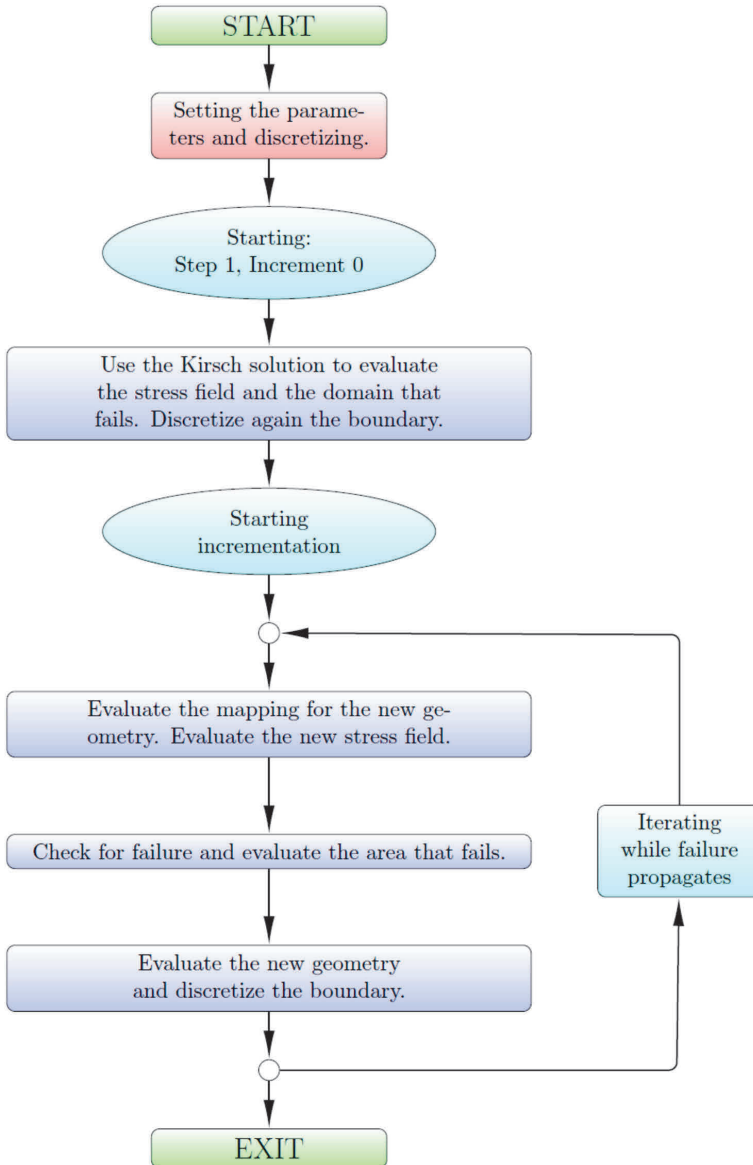 START
Setting the parame-
ters and discretizing.
Starting:
Step 1, Increment 0
Use the Kirsch solution to evaluate
the stress field and the domain that
fails. Discretize again the boundary.
Starting
incrementation
Evaluate the mapping for the new ge-
ometry. Evaluate the new stress field.
Check for failure and evaluate the area that fails.
Iterating
while failure
propagates
Evaluate the new geometry
and discretize the boundary.
EXIT